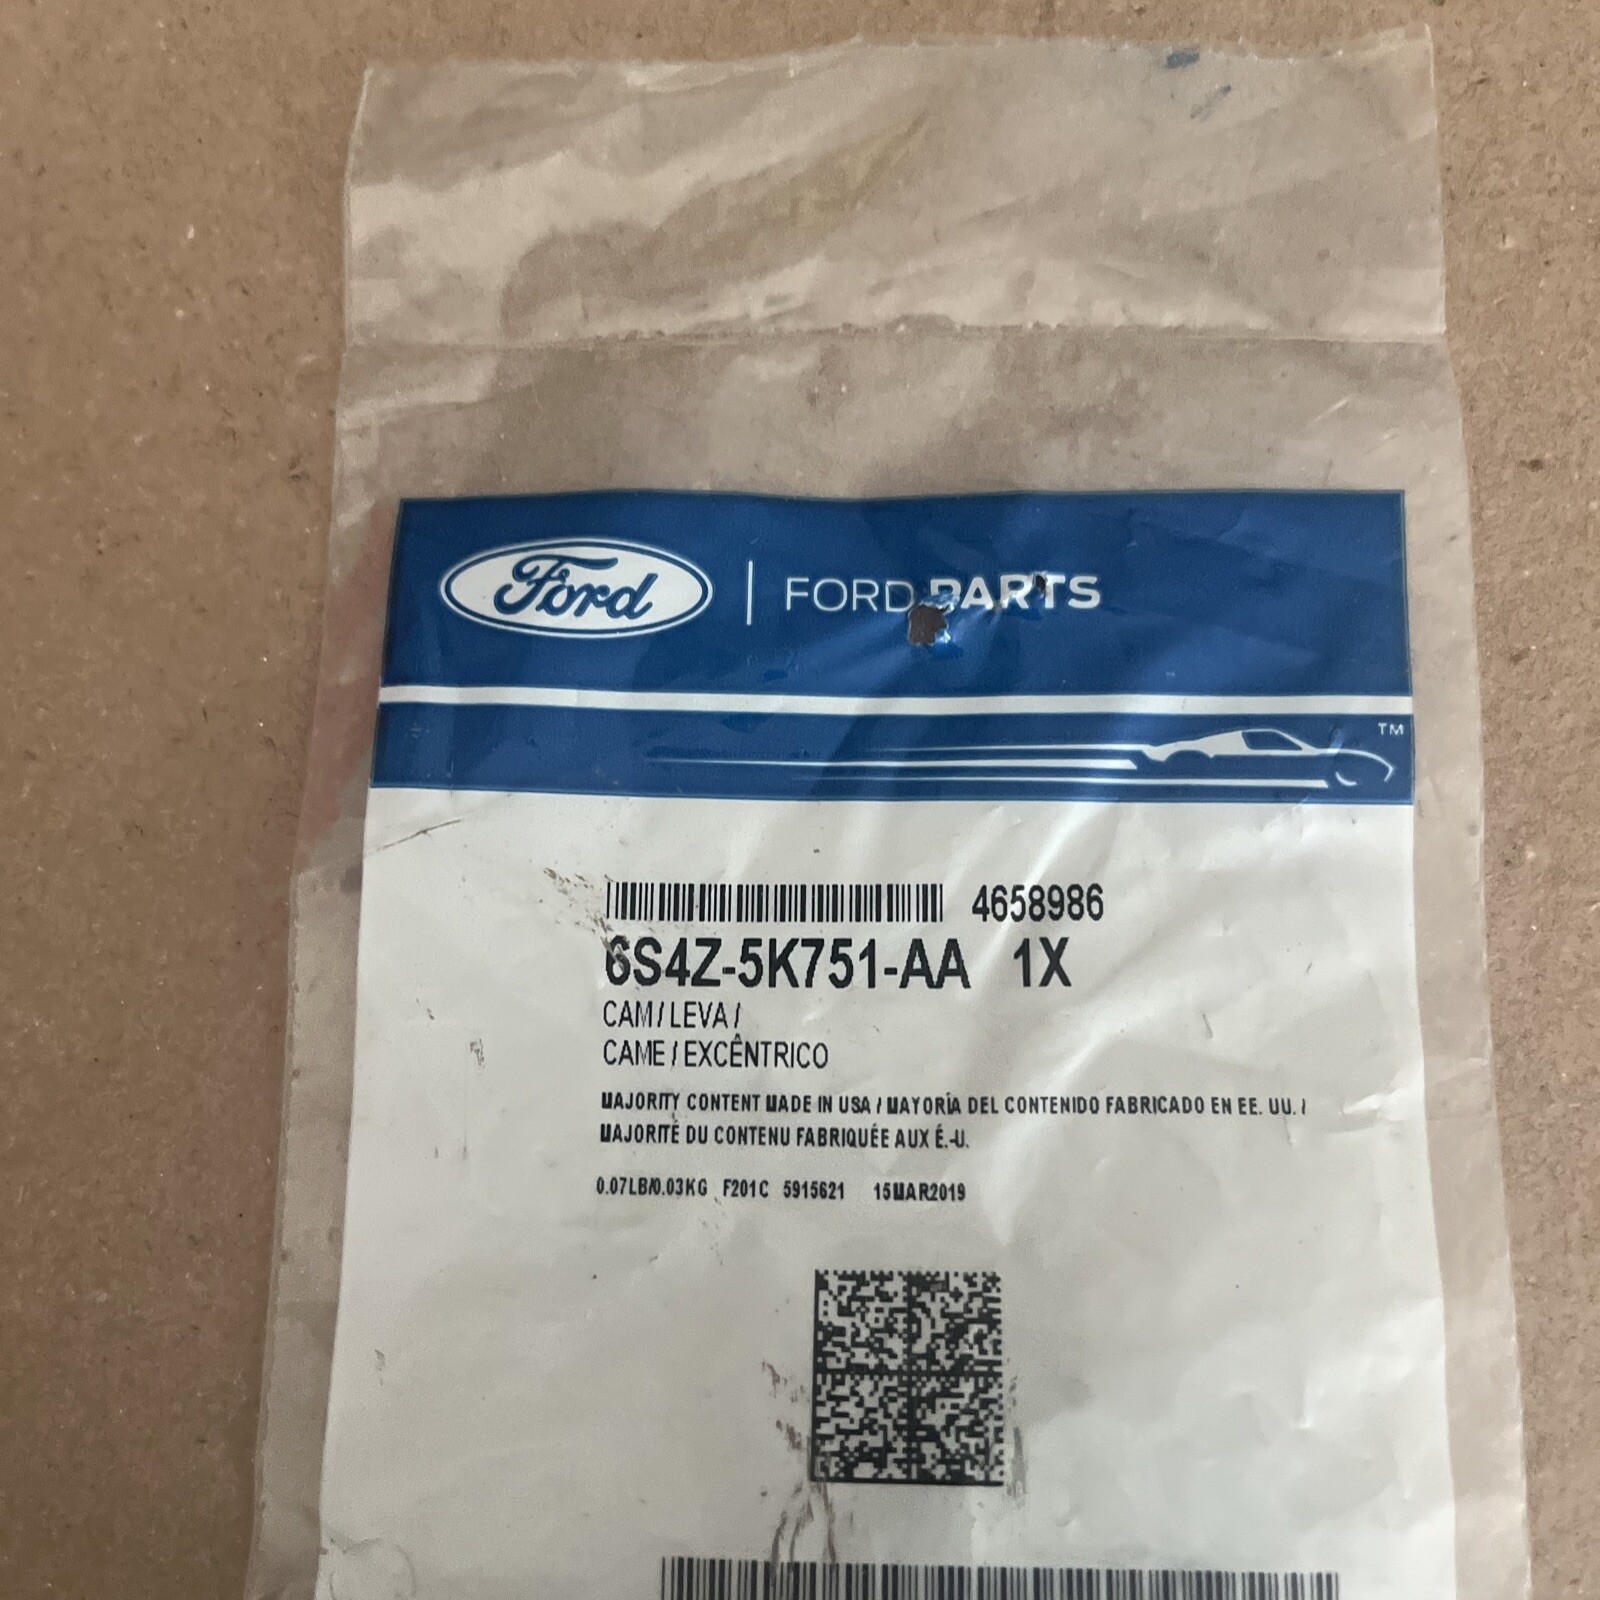 Ford | FORD PARTS
TM
4658986
6S4Z-5K751-AA 1X
CAM / LEVA /
CAME / EXCÊNTRICO
MAJORITY CONTENT MADE IN USA / MAYORÍA DEL CONTENIDO FABRICADO EN EE. UU. /
MAJORITÉ DU CONTENU FABRIQUÉE AUX É.-U.
0.07LB/0.03KG F201C 5915621 15MAR2019